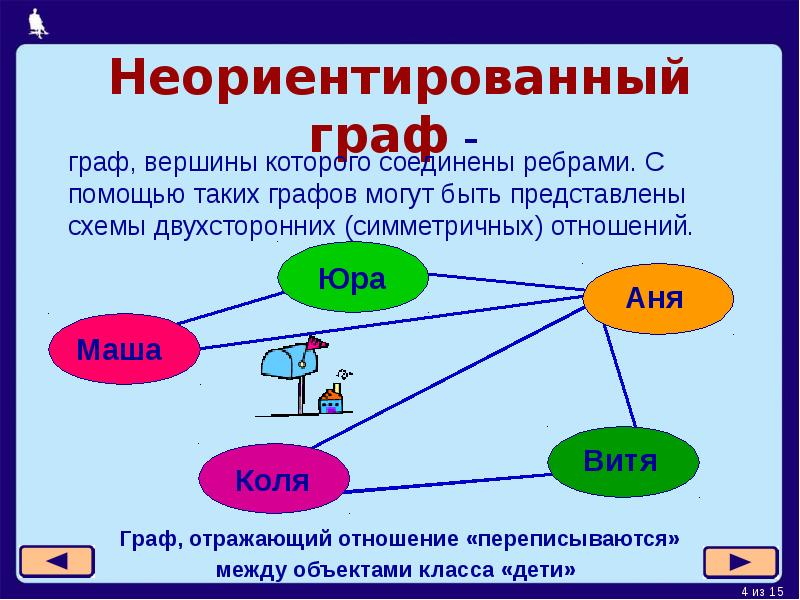 Неориентированный
граф -
граф, вершины которого соединены ребрами. С
помощью таких графов могут быть представлены
схемы двухсторонних (симметричных) отношений.
Юра
Аня
Маша
Витя
Коля
Граф, отражающий отношение «переписываются»
между объектами класса «дети»
4 из 15